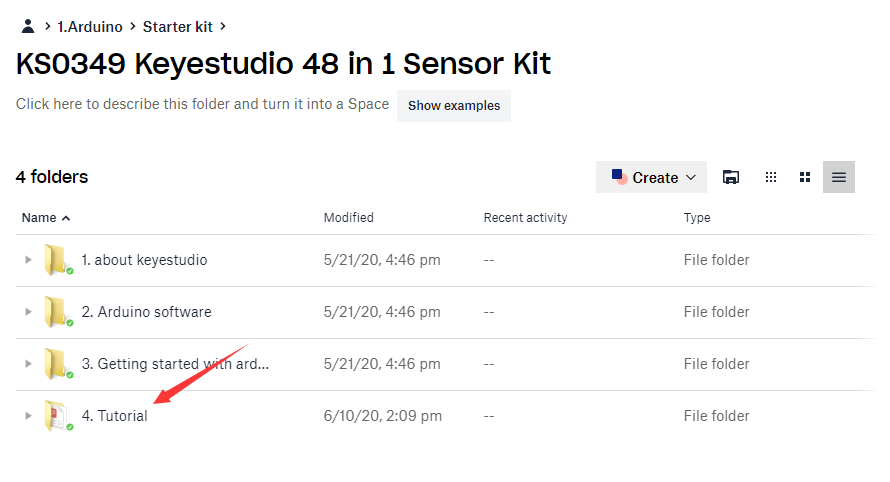 1.Arduino > Starter kit >
KS0349 Keyestudio 48 in 1 Sensor Kit
Click here to describe this folder and turn it into a Space Show examples
4 folders Create
Name Modified Recent activity Type
1. about keyestudio 5/21/20, 4:46 pm -- File folder
2. Arduino software 5/21/20, 4:46 pm -- File folder
3. Getting started with ard... 5/21/20, 4:46 pm -- File folder
4. Tutorial 6/10/20, 2:09 pm -- File folder